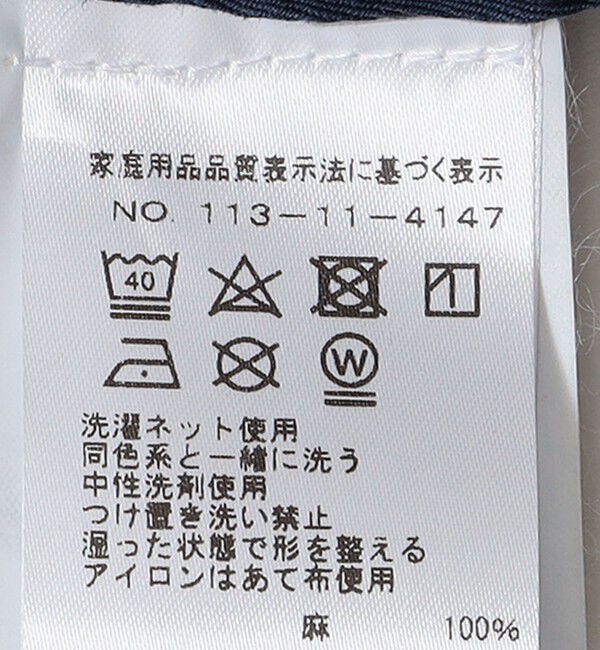 家庭用品品質表示法に基づく表示
NO. 113-11-4147
40
W
洗濯ネット使用
同色系と一緒に洗う
中性洗剤使用
つけ置き洗い禁止
湿った状態で形を整える
アイロンはあて布使用
麻 100%